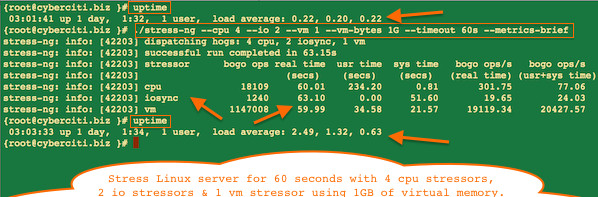 {root@cyberciti.biz }# uptime
03:01:41 up 1 day, 1:32, 1 user, load average: 0.22, 0.20, 0.22
{root@cyberciti.biz }# ./stress-ng --cpu 4 --io 2 --vm 1 --vm-bytes 1G --timeout 60s --metrics-brief
stress-ng: info: [42203] dispatching hogs: 4 cpu, 2 iosync, 1 vm
stress-ng: info: [42203] successful run completed in 63.15s
stress-ng: info: [42203] stressor bogo ops real time usr time sys time bogo ops/s bogo ops/s
stress-ng: info: [42203] (secs) (secs) (secs) (real time) (usr+sys time)
stress-ng: info: [42203] cpu 18109 60.01 234.20 0.81 301.75 77.06
stress-ng: info: [42203] iosync 1240 63.10 0.00 51.60 19.65 24.03
stress-ng: info: [42203] vm 1147008 59.99 34.58 21.57 19119.34 20427.57
{root@cyberciti.biz }# uptime
03:03:33 up 1 day, 1:34, 1 user, load average: 2.49, 1.32, 0.63
{root@cyberciti.biz }#
Stress Linux server for 60 seconds with 4 cpu stressors,
2 io stressors & 1 vm stressor using 1GB of virtual memory.